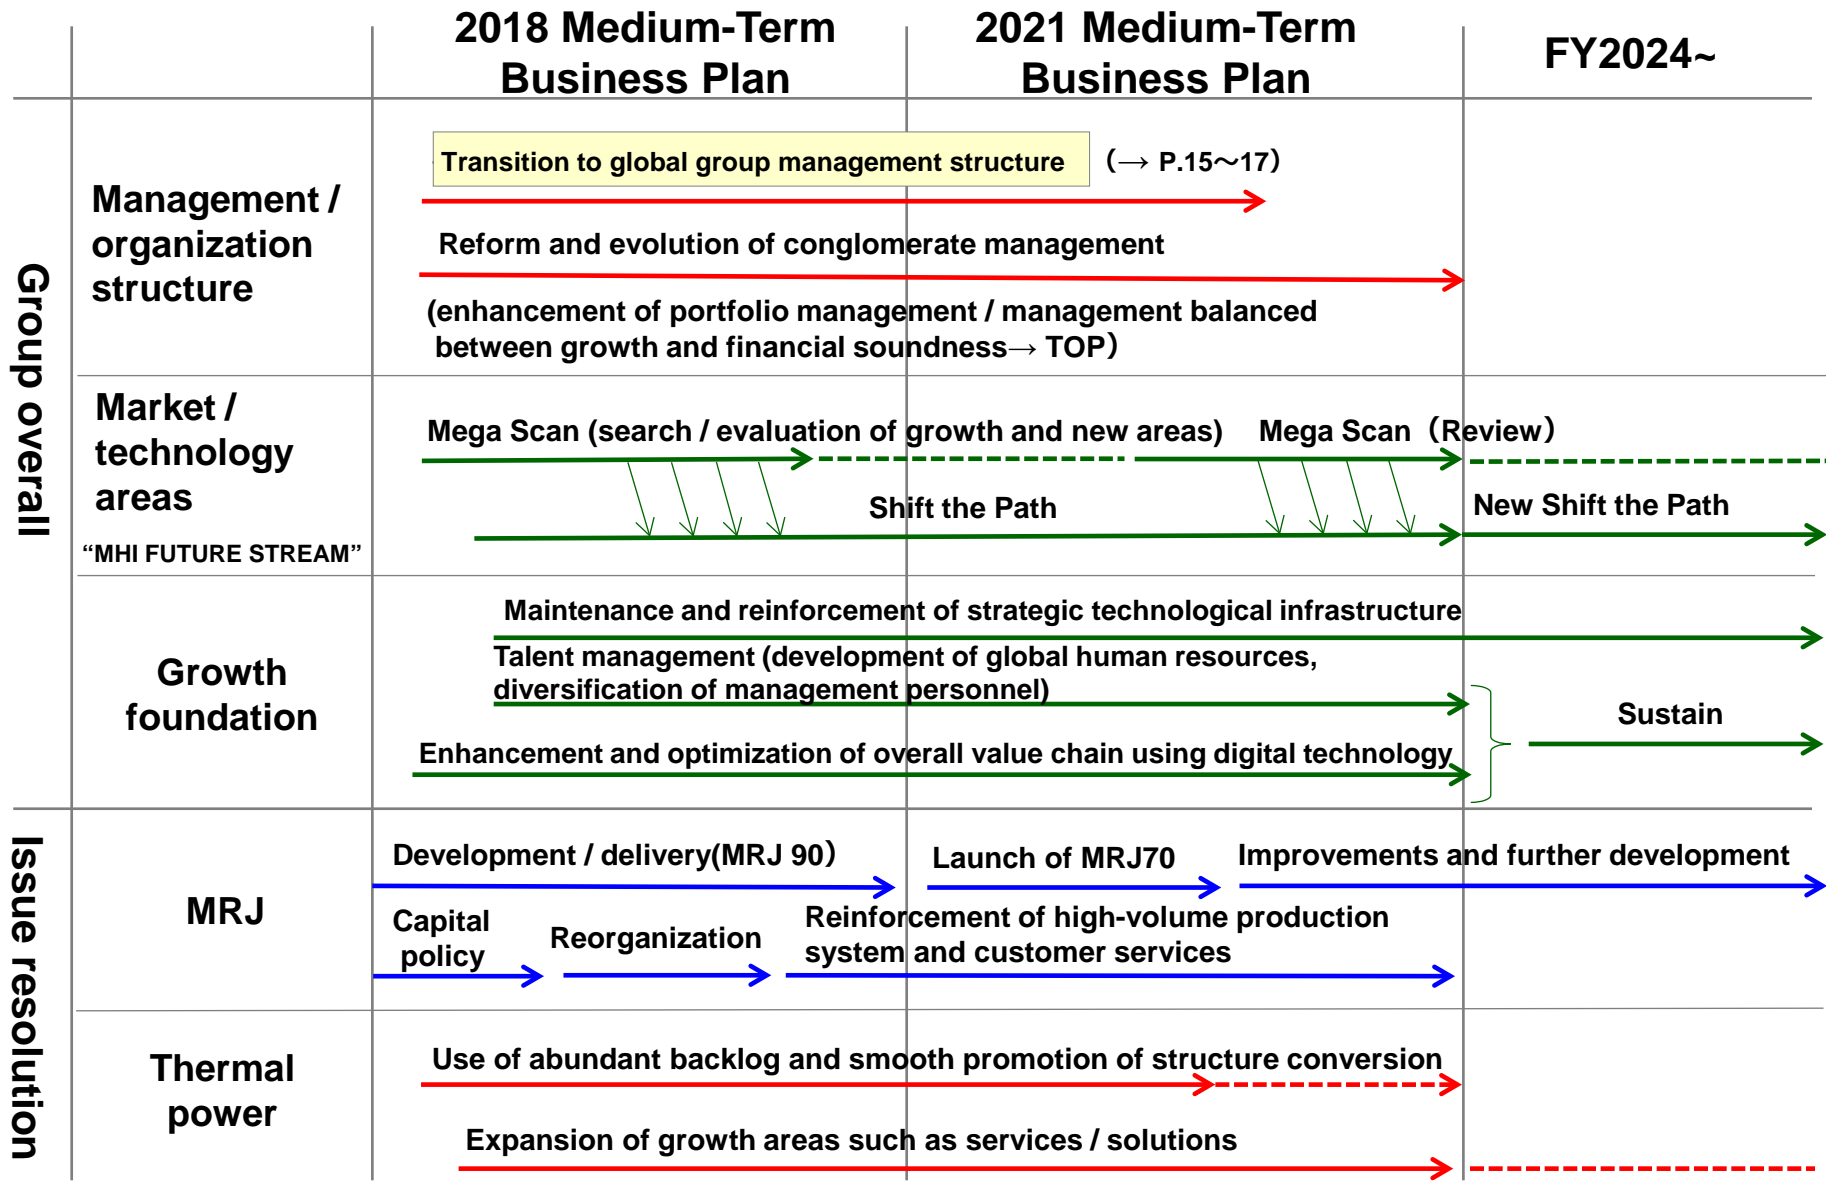 2018 Medium-Term
Business Plan
2021 Medium-Term
Business Plan
FY2024~
Group overall
Management /
organization
structure
Transition to global group management structure
(→ P.15～17)
Reform and evolution of conglomerate management
(enhancement of portfolio management / management balanced
between growth and financial soundness→ TOP)
Market /
technology
areas
“MHI FUTURE STREAM”
Mega Scan (search / evaluation of growth and new areas)
Mega Scan（Review）
Shift the Path
New Shift the Path
Growth
foundation
Maintenance and reinforcement of strategic technological infrastructure
Talent management (development of global human resources,
diversification of management personnel)
Enhancement and optimization of overall value chain using digital technology
Sustain
Issue resolution
MRJ
Development / delivery(MRJ 90）
Launch of MRJ70
Improvements and further development
Capital
policy
Reorganization
Reinforcement of high-volume production
system and customer services
Thermal
power
Use of abundant backlog and smooth promotion of structure conversion
Expansion of growth areas such as services / solutions